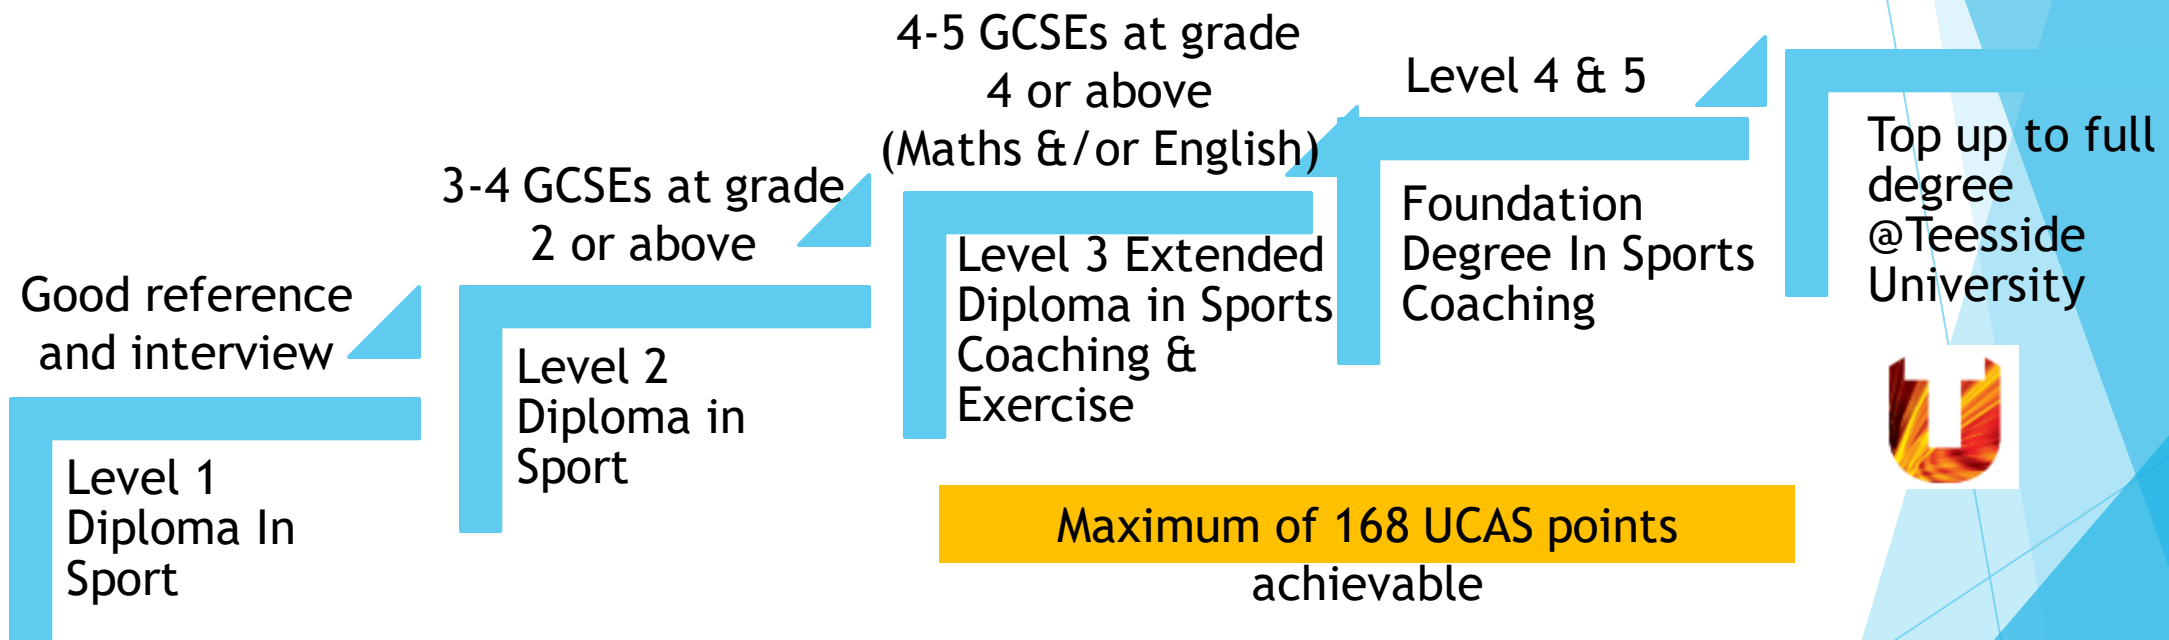 Good reference
and interview
Level 1
Diploma In
Sport
3-4 GCSEs at grade
2 or above
Level 2
Diploma in
Sport
4-5 GCSEs at grade
4 or above
(Maths &/or English)
Level 3 Extended
Diploma in Sports
Coaching &
Exercise
Level 4 & 5
Foundation
Degree In Sports
Coaching
Top up to full
degree
@Teesside
University
Maximum of 168 UCAS points
achievable